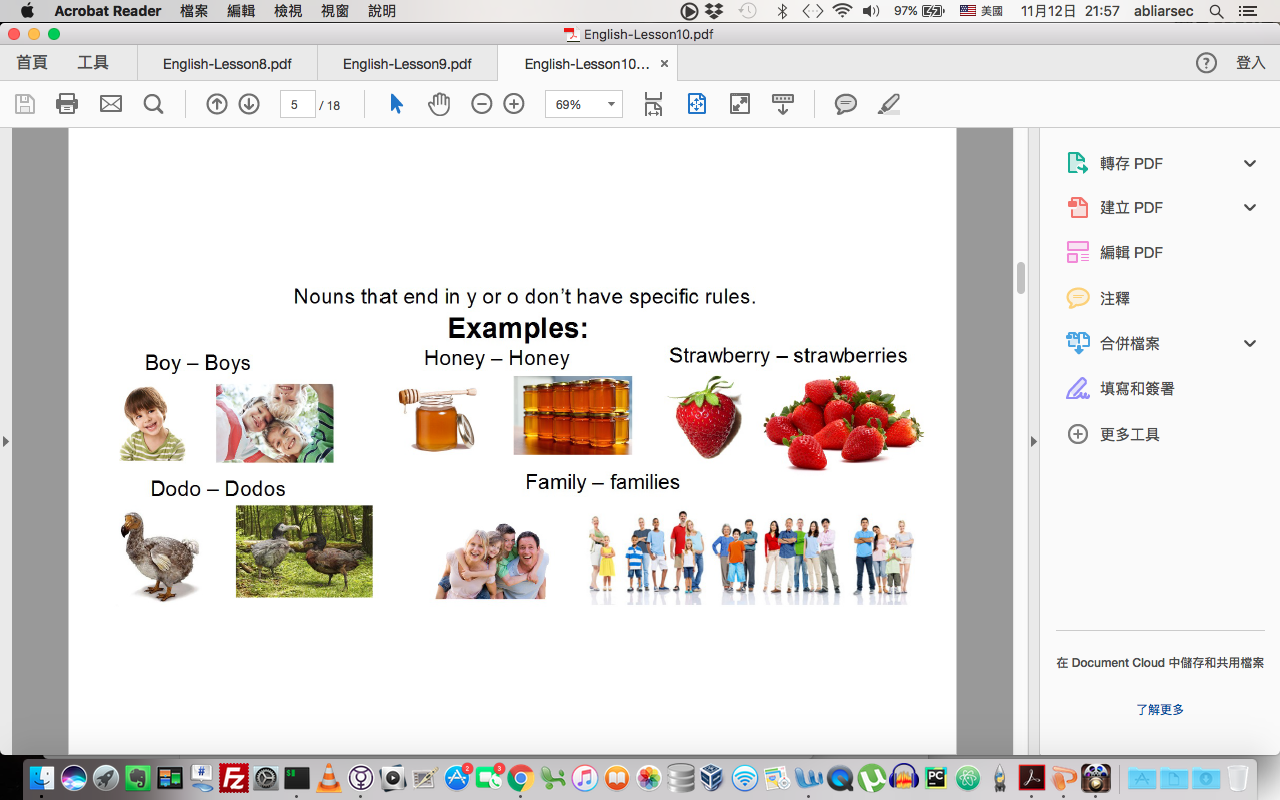 Acrobat Reader 檔案 編輯 檢視 視窗 說明 97% 美國 11月12日 21:57 abliarsec
English-Lesson10.pdf
首頁 工具 English-Lesson8.pdf English-Lesson9.pdf English-Lesson10... × ? 登入
5 / 18 69%
Nouns that end in y or o don’t have specific rules.
Examples:
Boy – Boys Honey – Honey Strawberry – strawberries
Dodo – Dodos Family – families
轉存 PDF
建立 PDF
編輯 PDF
注釋
合併檔案
填寫和簽署
更多工具
在 Document Cloud 中儲存和共用檔案
了解更多
# $$ 2 3 Fz PC